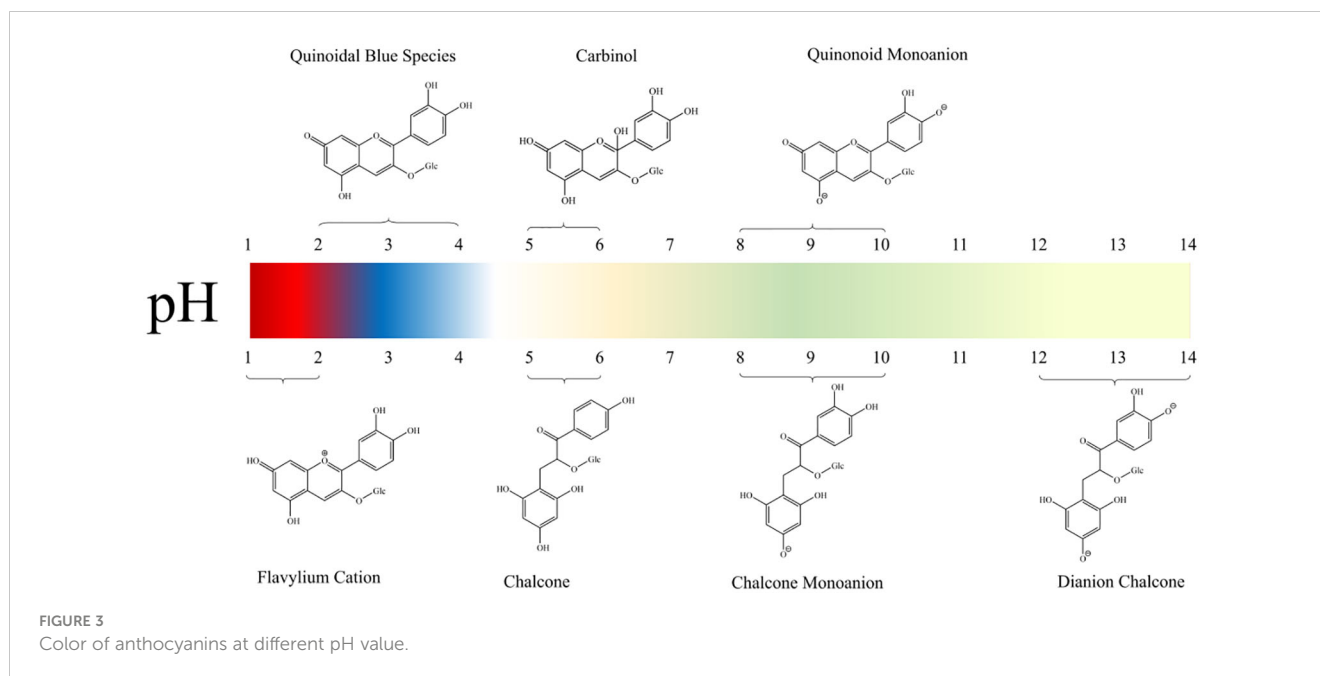 Quinoidal Blue Species
Carbinol
Quinonoid Monoanion
OH
OH
O
O
O
Glc
OH
OH
OH
HO
O
OH
O
Glc
OH
OH
O⊖
O
O
O
Glc
O⊖
1 2 3 4 5 6 7 8 9 10 11 12 13 14
pH
1 2 3 4 5 6 7 8 9 10 11 12 13 14
OH
OH
HO
O⊕
O
Glc
OH
OH
O
O
Glc
HO
OH
OH
OH
OH
O
O
Glc
HO
OH
O⊖
OH
O⊖
O
O
Glc
HO
OH
O⊖
Flavylium Cation
Chalcone
Chalcone Monoanion
Dianion Chalcone
FIGURE 3
Color of anthocyanins at different pH value.